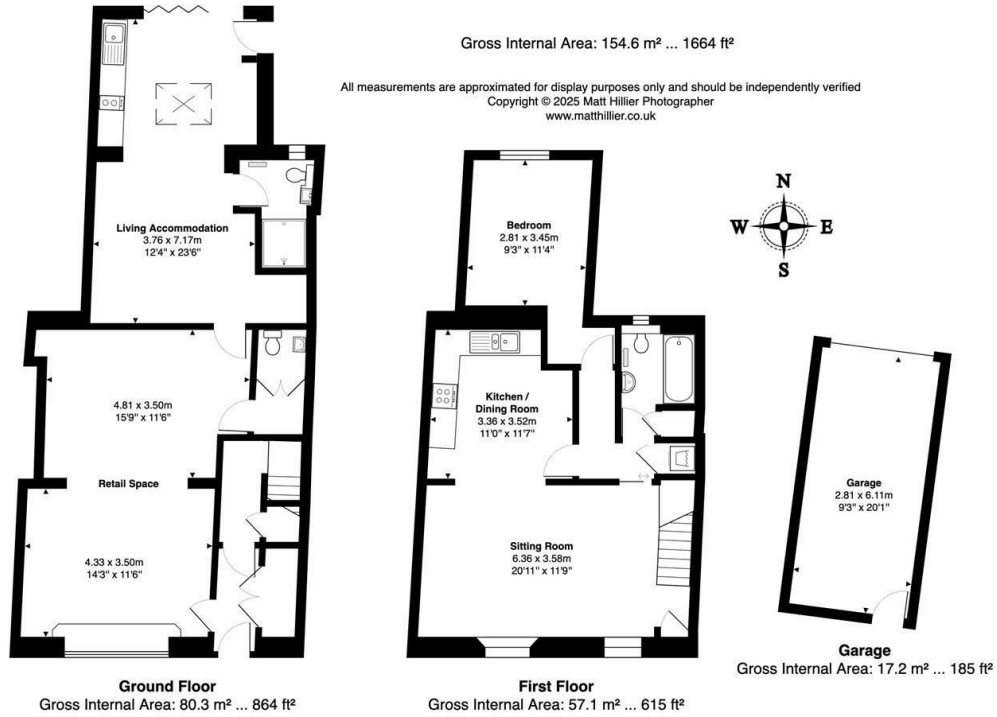 Gross Internal Area: 154.6 m² ... 1664 ft²
All measurements are approximated for display purposes only and should be independently verified
Copyright © 2025 Matt Hillier Photographer
www.matthillier.co.uk
N
W
E
S
Living Accommodation
3.76 x 7.17m
12'4" x 23'6"
4.81 x 3.50m
15'9" x 11'6"
Retail Space
4.33 x 3.50m
14'3" x 11'6"
Ground Floor
Gross Internal Area: 80.3 m² ... 864 ft²
Bedroom
2.81 x 3.45m
9'3" x 11'4"
Kitchen /
Dining Room
3.36 x 3.52m
11'0" x 11'7"
Sitting Room
6.36 x 3.58m
20'11" x 11'9"
First Floor
Gross Internal Area: 57.1 m² ... 615 ft²
Garage
2.81 x 6.11m
9'3" x 20'1"
Garage
Gross Internal Area: 17.2 m² ... 185 ft²